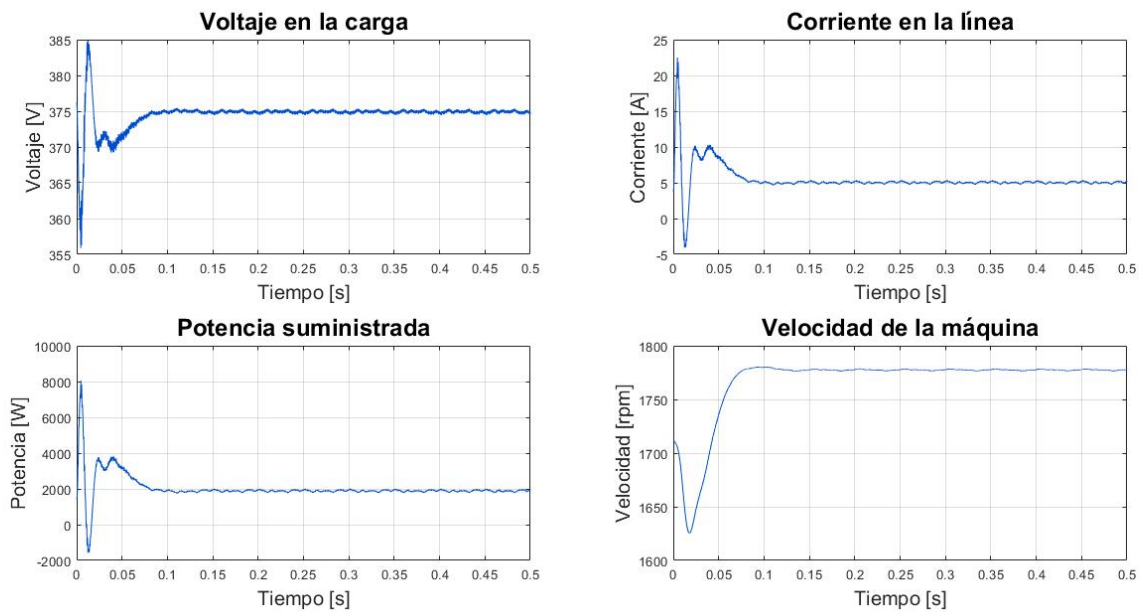 Voltaje en la carga
Voltaje [V]
385
380
375
370
365
360
355
0 0.05 0.1 0.15 0.2 0.25 0.3 0.35 0.4 0.45 0.5
Tiempo [s]
Corriente en la línea
Corriente [A]
25
20
15
10
5
0
-5
0 0.05 0.1 0.15 0.2 0.25 0.3 0.35 0.4 0.45 0.5
Tiempo [s]
Potencia suministrada
Potencia [W]
10000
8000
6000
4000
2000
0
-2000
0 0.05 0.1 0.15 0.2 0.25 0.3 0.35 0.4 0.45 0.5
Tiempo [s]
Velocidad de la máquina
Velocidad [rpm]
1800
1750
1700
1650
1600
0 0.05 0.1 0.15 0.2 0.25 0.3 0.35 0.4 0.45 0.5
Tiempo [s]